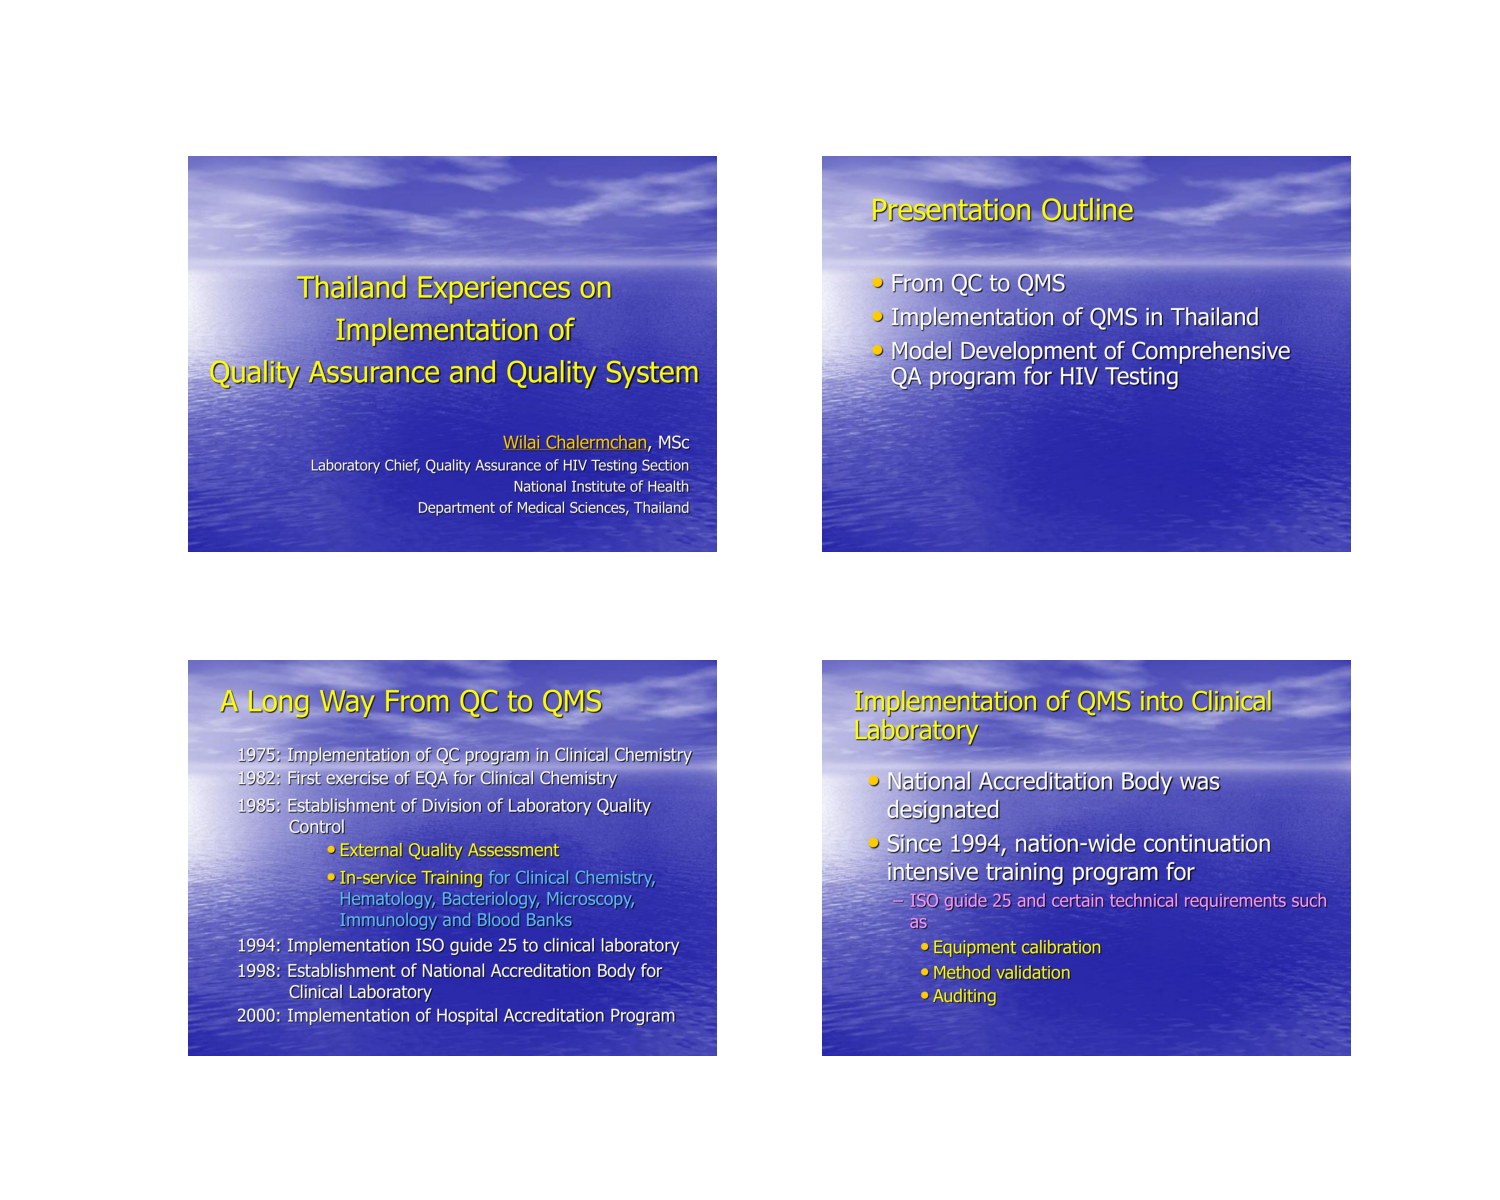 Thailand Experiences on
Implementation of
Quality Assurance and Quality System
Wilai Chalermchan, MSc
Laboratory Chief, Quality Assurance of HIV Testing Section
National Institute of Health
Department of Medical Sciences, Thailand
Presentation Outline
• From QC to QMS
• Implementation of QMS in Thailand
• Model Development of Comprehensive
QA program for HIV Testing
A Long Way From QC to QMS
1975: Implementation of QC program in Clinical Chemistry
1982: First exercise of EQA for Clinical Chemistry
1985: Establishment of Division of Laboratory Quality
Control
• External Quality Assessment
• In-service Training for Clinical Chemistry,
Hematology, Bacteriology, Microscopy,
Immunology and Blood Banks
1994: Implementation ISO guide 25 to clinical laboratory
1998: Establishment of National Accreditation Body for
Clinical Laboratory
2000: Implementation of Hospital Accreditation Program
Implementation of QMS into Clinical
Laboratory
• National Accreditation Body was
designated
• Since 1994, nation-wide continuation
intensive training program for
– ISO guide 25 and certain technical requirements such
as
• Equipment calibration
• Method validation
• Auditing